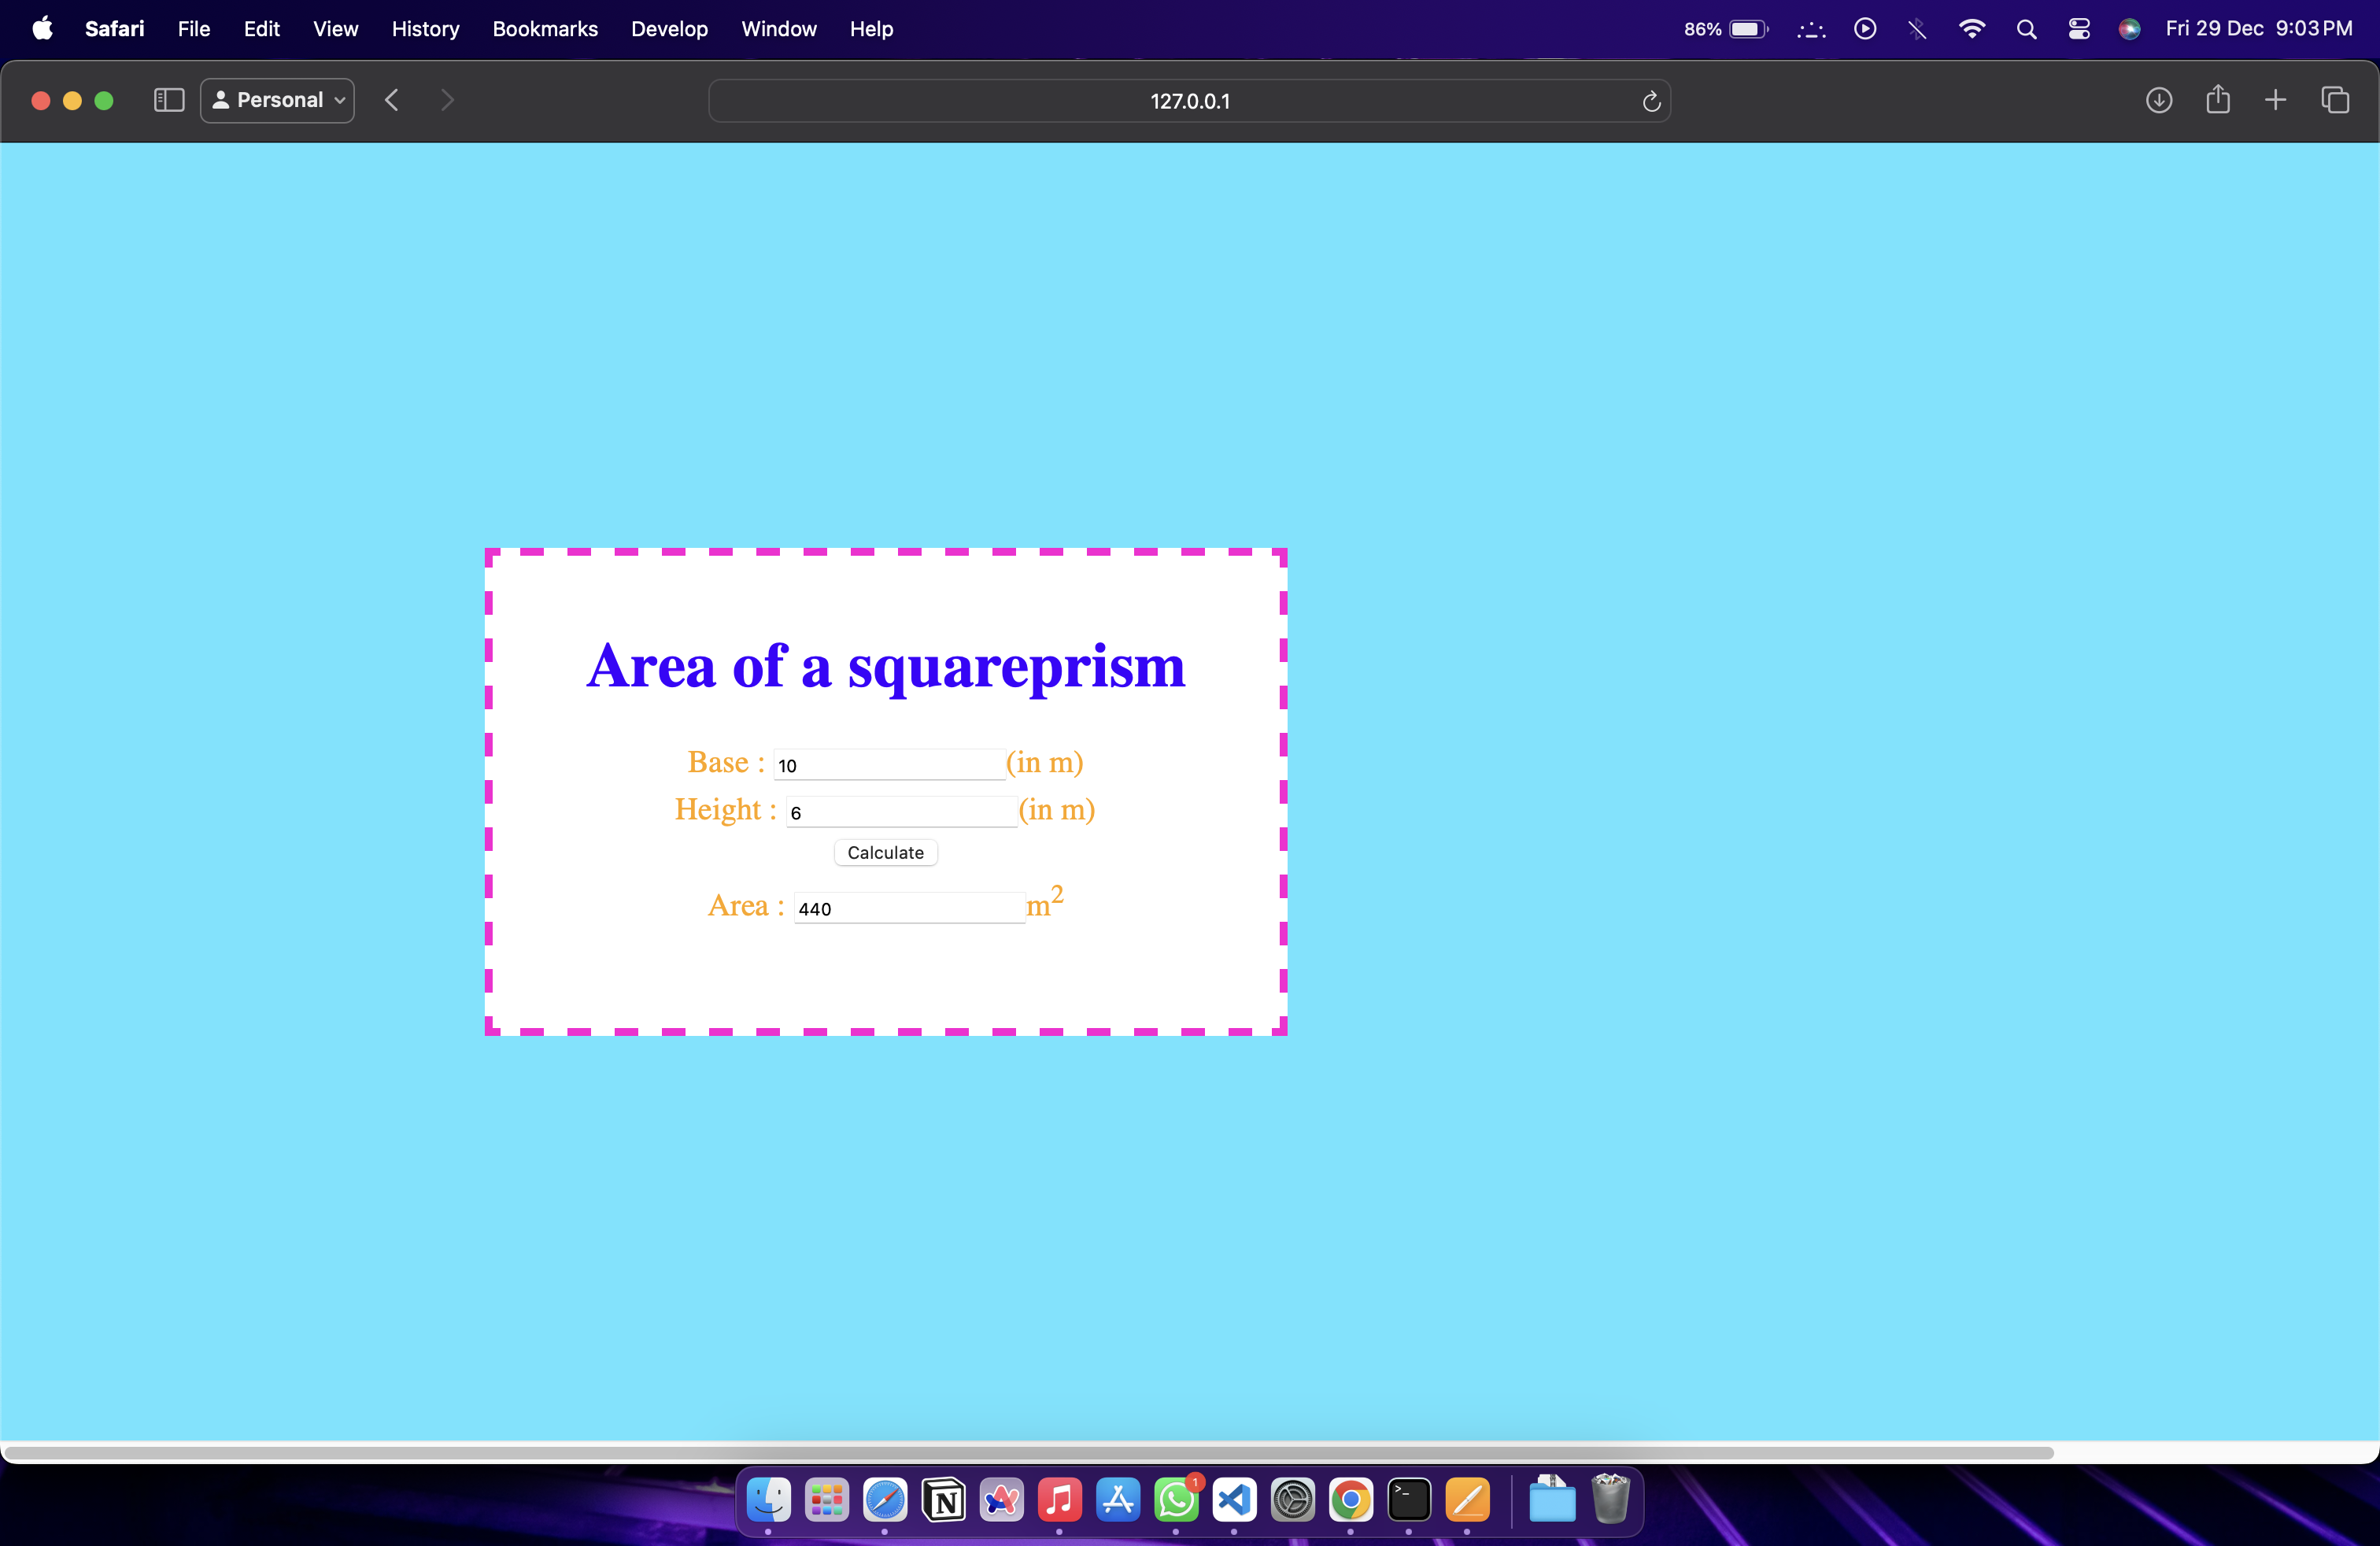 Safari File Edit View History Bookmarks Develop Window Help 86% Fri 29 Dec 9:03 PM
Personal 127.0.0.1
Area of a squareprism
Base : 10 (in m)
Height : 6 (in m)
Calculate
Area : 440 m²
N 1 >_